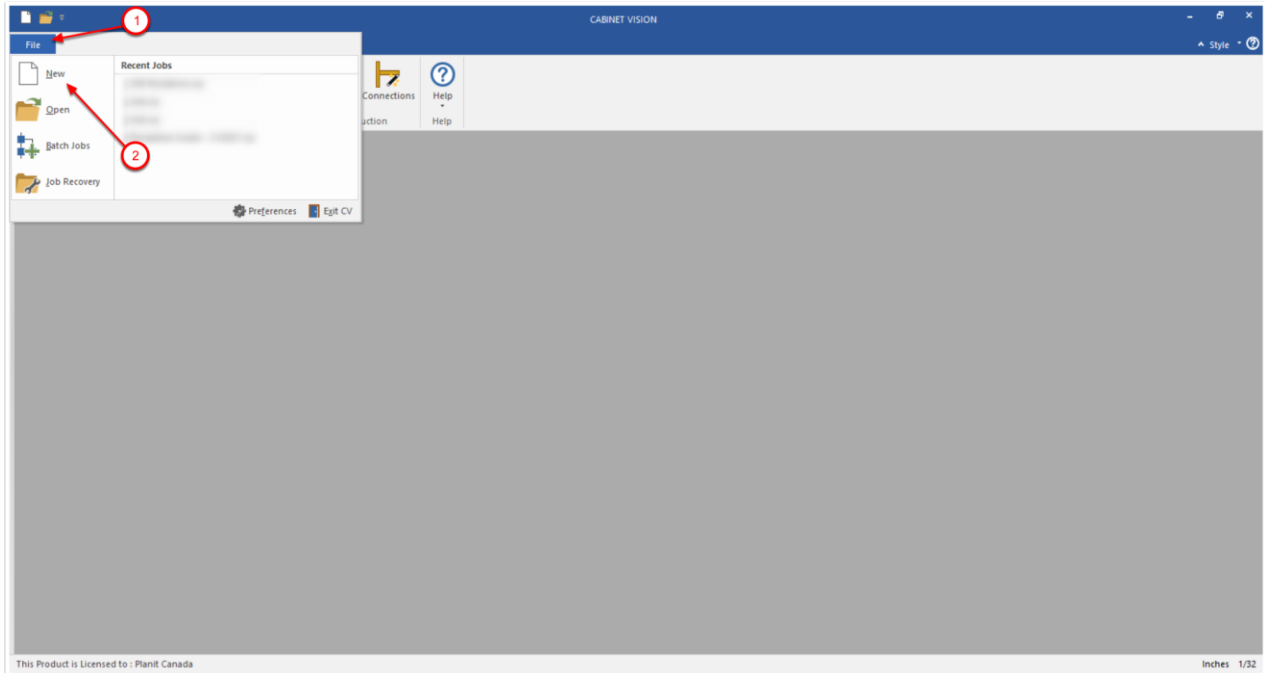 CABINET VISION
1
File
Style
New
Recent Jobs
Open
Batch Jobs
2
Job Recovery
Preferences
Exit CV
Connections
Help
uction
Help
This Product is Licensed to : Planit Canada
Inches 1/32